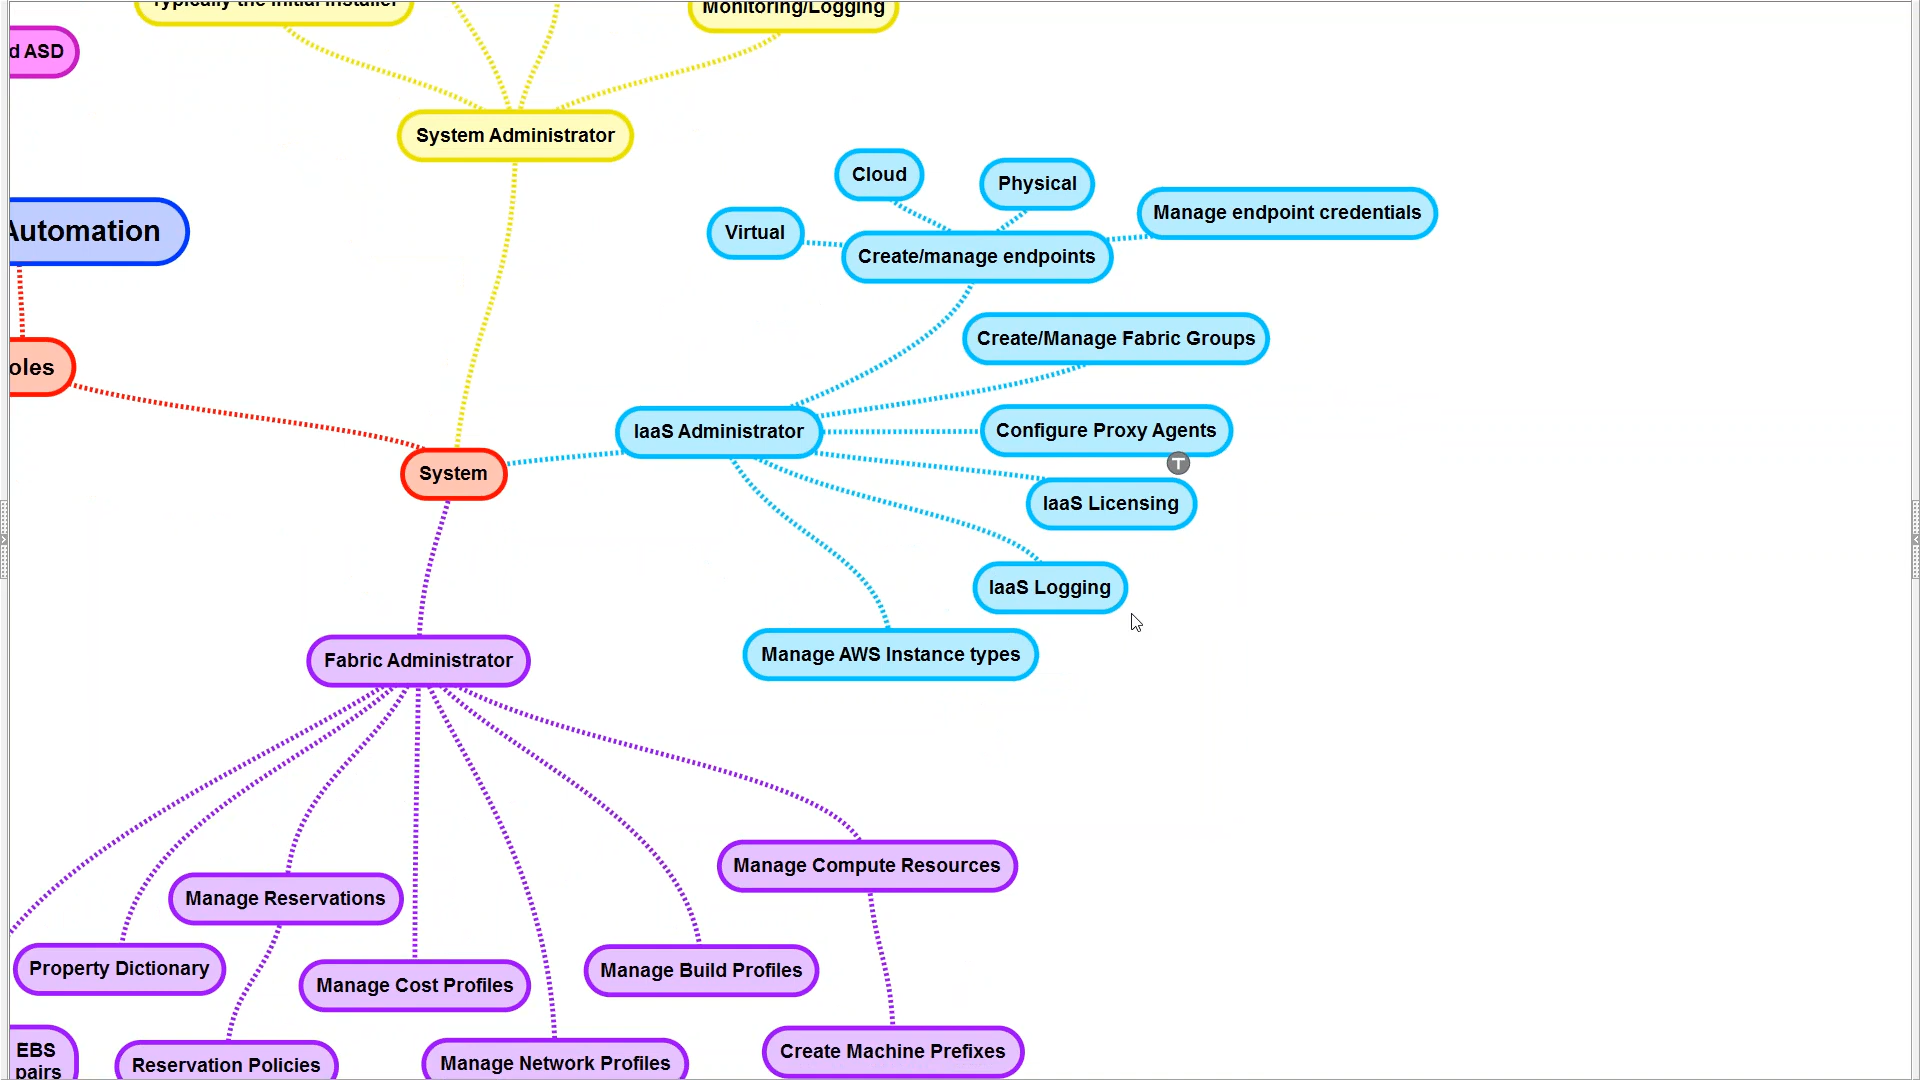 Typically the initial installer
Monitoring/Logging
d ASD
System Administrator
Cloud
Physical
Manage endpoint credentials
Virtual
Automation
Create/manage endpoints
Create/Manage Fabric Groups
oles
IaaS Administrator
Configure Proxy Agents
T
System
IaaS Licensing
IaaS Logging
Manage AWS Instance types
Fabric Administrator
Manage Compute Resources
Manage Reservations
Property Dictionary
Manage Cost Profiles
Manage Build Profiles
EBS
pairs
Reservation Policies
Manage Network Profiles
Create Machine Prefixes